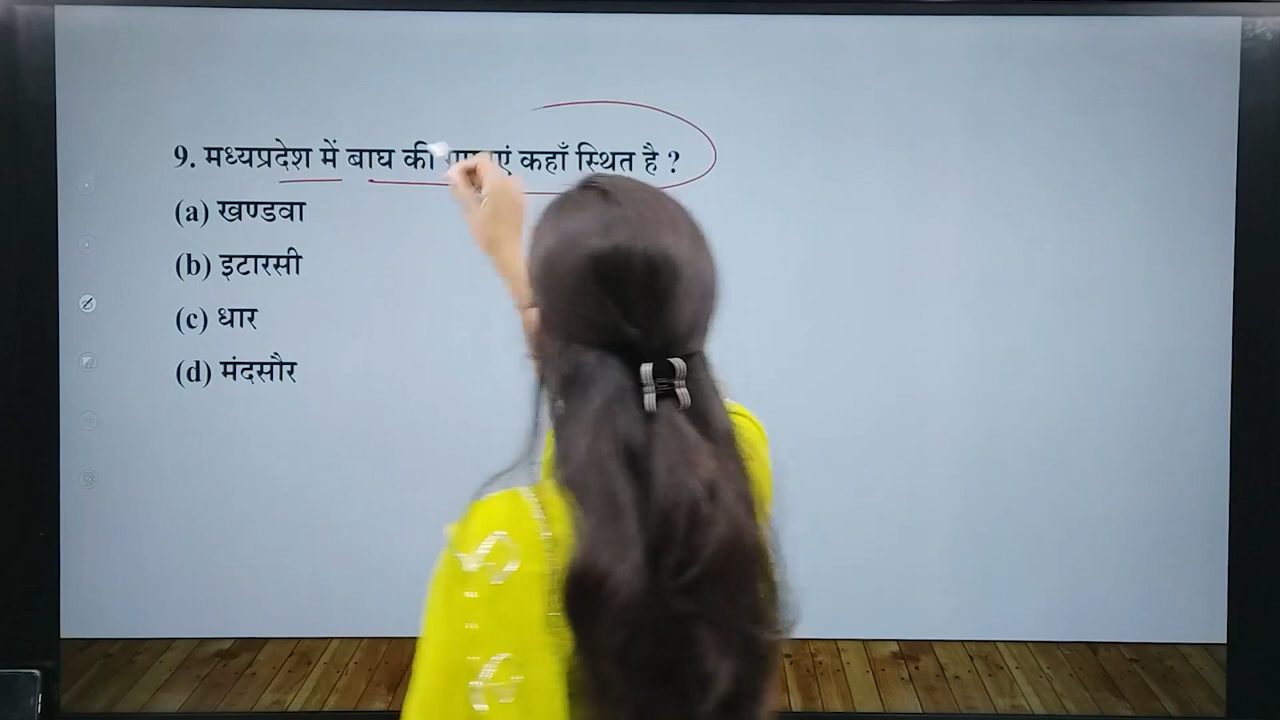 9. मध्यप्रदेश में बाघ की कहाँ स्थित है ?
(a) खण्डवा
(b) इटारसी
(c) धार
(d) मंदसौर